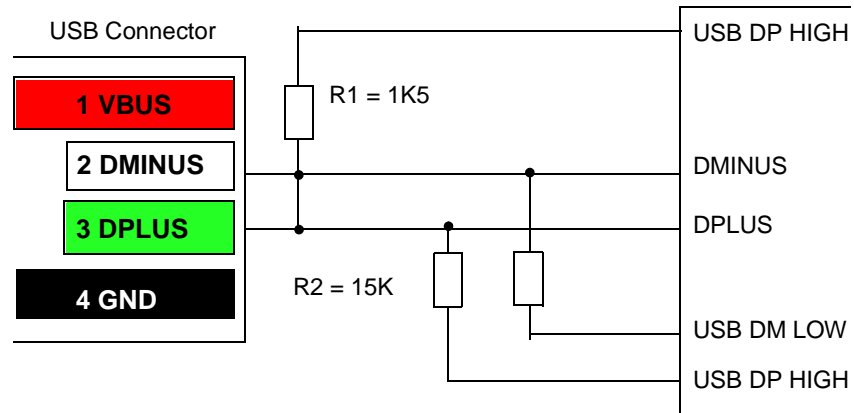 USB Connector
USB DP HIGH
1 VBUS
R1 = 1K5
2 DMINUS
DMINUS
3 DPLUS
DPLUS
R2 = 15K
4 GND
USB DM LOW
USB DP HIGH